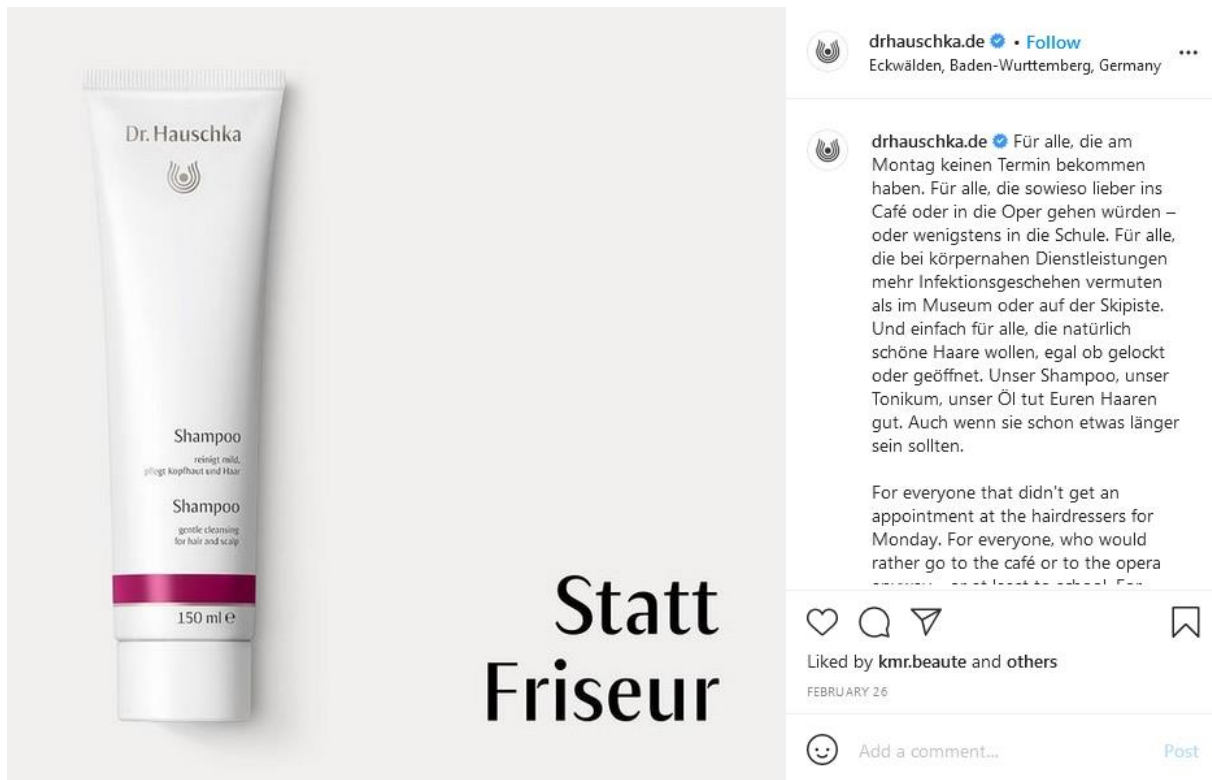 Dr. Hauschka
Shampoo
reinigt mild,
pflegt Kopfhaut und Haar
Shampoo
gentle cleansing
for hair and scalp
150 ml e
Statt
Friseur
drhauschka.de • Follow
Eckwälden, Baden-Wurttemberg, Germany
drhauschka.de Für alle, die am
Montag keinen Termin bekommen
haben. Für alle, die sowieso lieber ins
Café oder in die Oper gehen würden –
oder wenigstens in die Schule. Für alle,
die bei körpernahen Dienstleistungen
mehr Infektionsgeschehen vermuten
als im Museum oder auf der Skipiste.
Und einfach für alle, die natürlich
schöne Haare wollen, egal ob gelockt
oder geöffnet. Unser Shampoo, unser
Tonikum, unser Öl tut Euren Haaren
gut. Auch wenn sie schon etwas länger
sein sollten.
For everyone that didn't get an
appointment at the hairdressers for
Monday. For everyone, who would
rather go to the café or to the opera
Liked by kmr.beaute and others
FEBRUARY 26
Add a comment...
Post